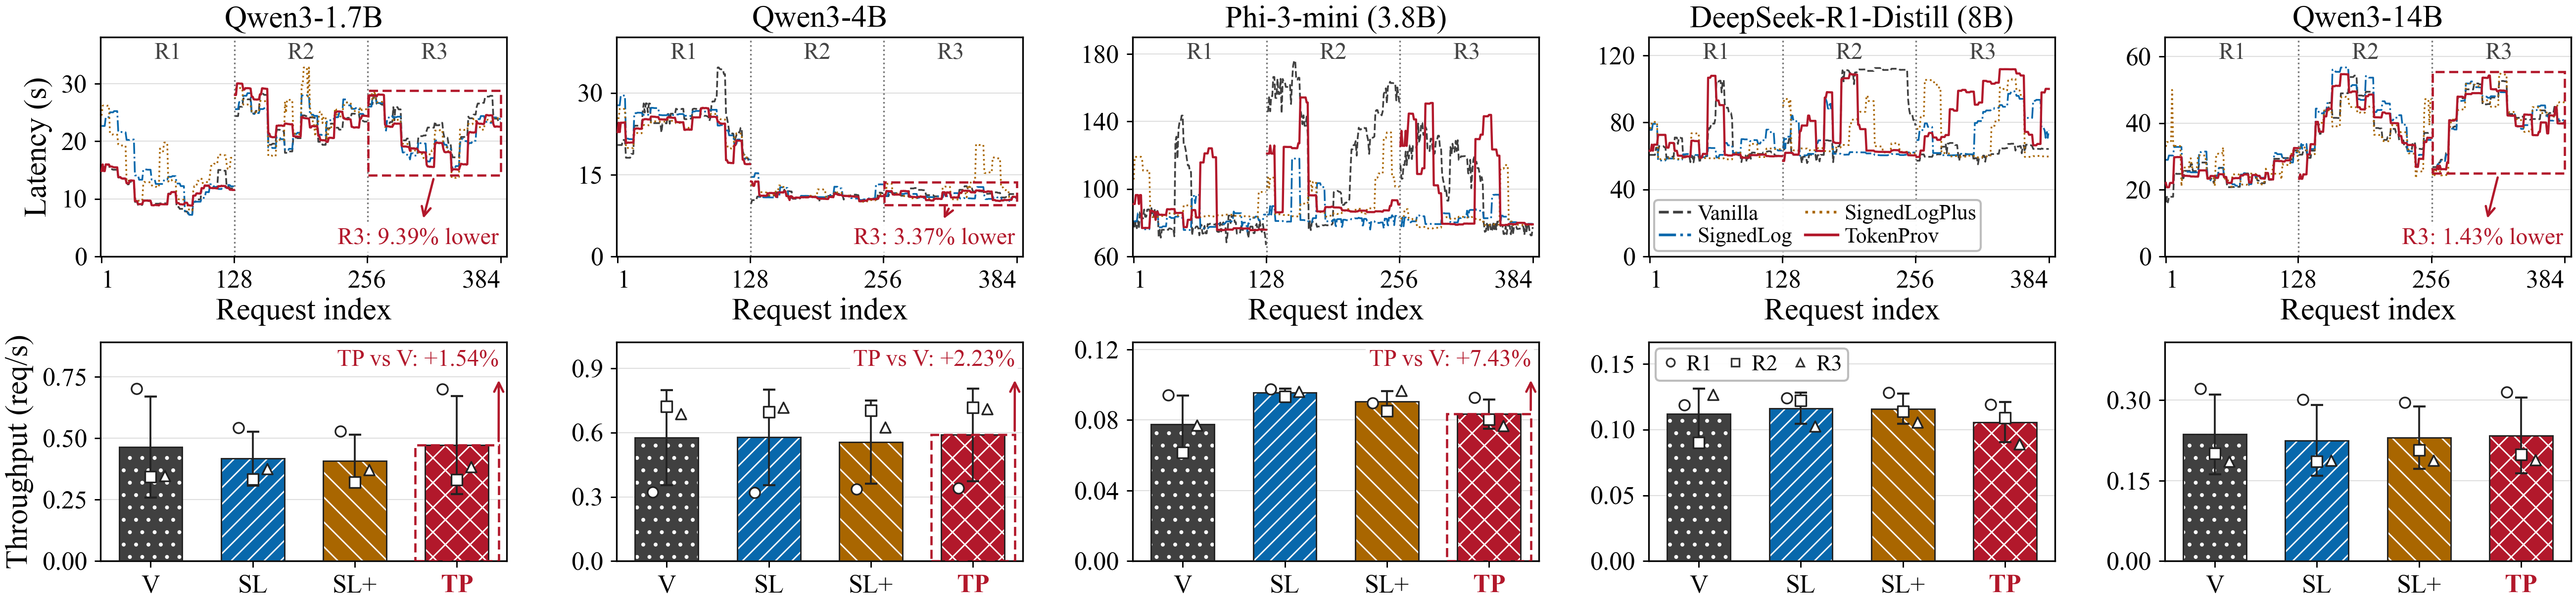 Qwen3-1.7B
Latency (s)
R1 R2 R3
30
20
10
0
R3: 9.39% lower
1 128 256 384
Request index
Qwen3-4B
R1 R2 R3
30
15
0
R3: 3.37% lower
1 128 256 384
Request index
Phi-3-mini (3.8B)
R1 R2 R3
180
140
100
60
1 128 256 384
Request index
DeepSeek-R1-Distill (8B)
R1 R2 R3
120
80
40
0
Vanilla SignedLogPlus
SignedLog TokenProv
1 128 256 384
Request index
Qwen3-14B
R1 R2 R3
60
40
20
0
R3: 1.43% lower
1 128 256 384
Request index
Throughput (req/s)
TP vs V: +1.54%
0.75
0.50
0.25
0.00
V SL SL+ TP
TP vs V: +2.23%
0.9
0.6
0.3
0.0
V SL SL+ TP
TP vs V: +7.43%
0.12
0.08
0.04
0.00
V SL SL+ TP
R1 R2 R3
0.15
0.10
0.05
0.00
V SL SL+ TP
0.30
0.15
0.00
V SL SL+ TP